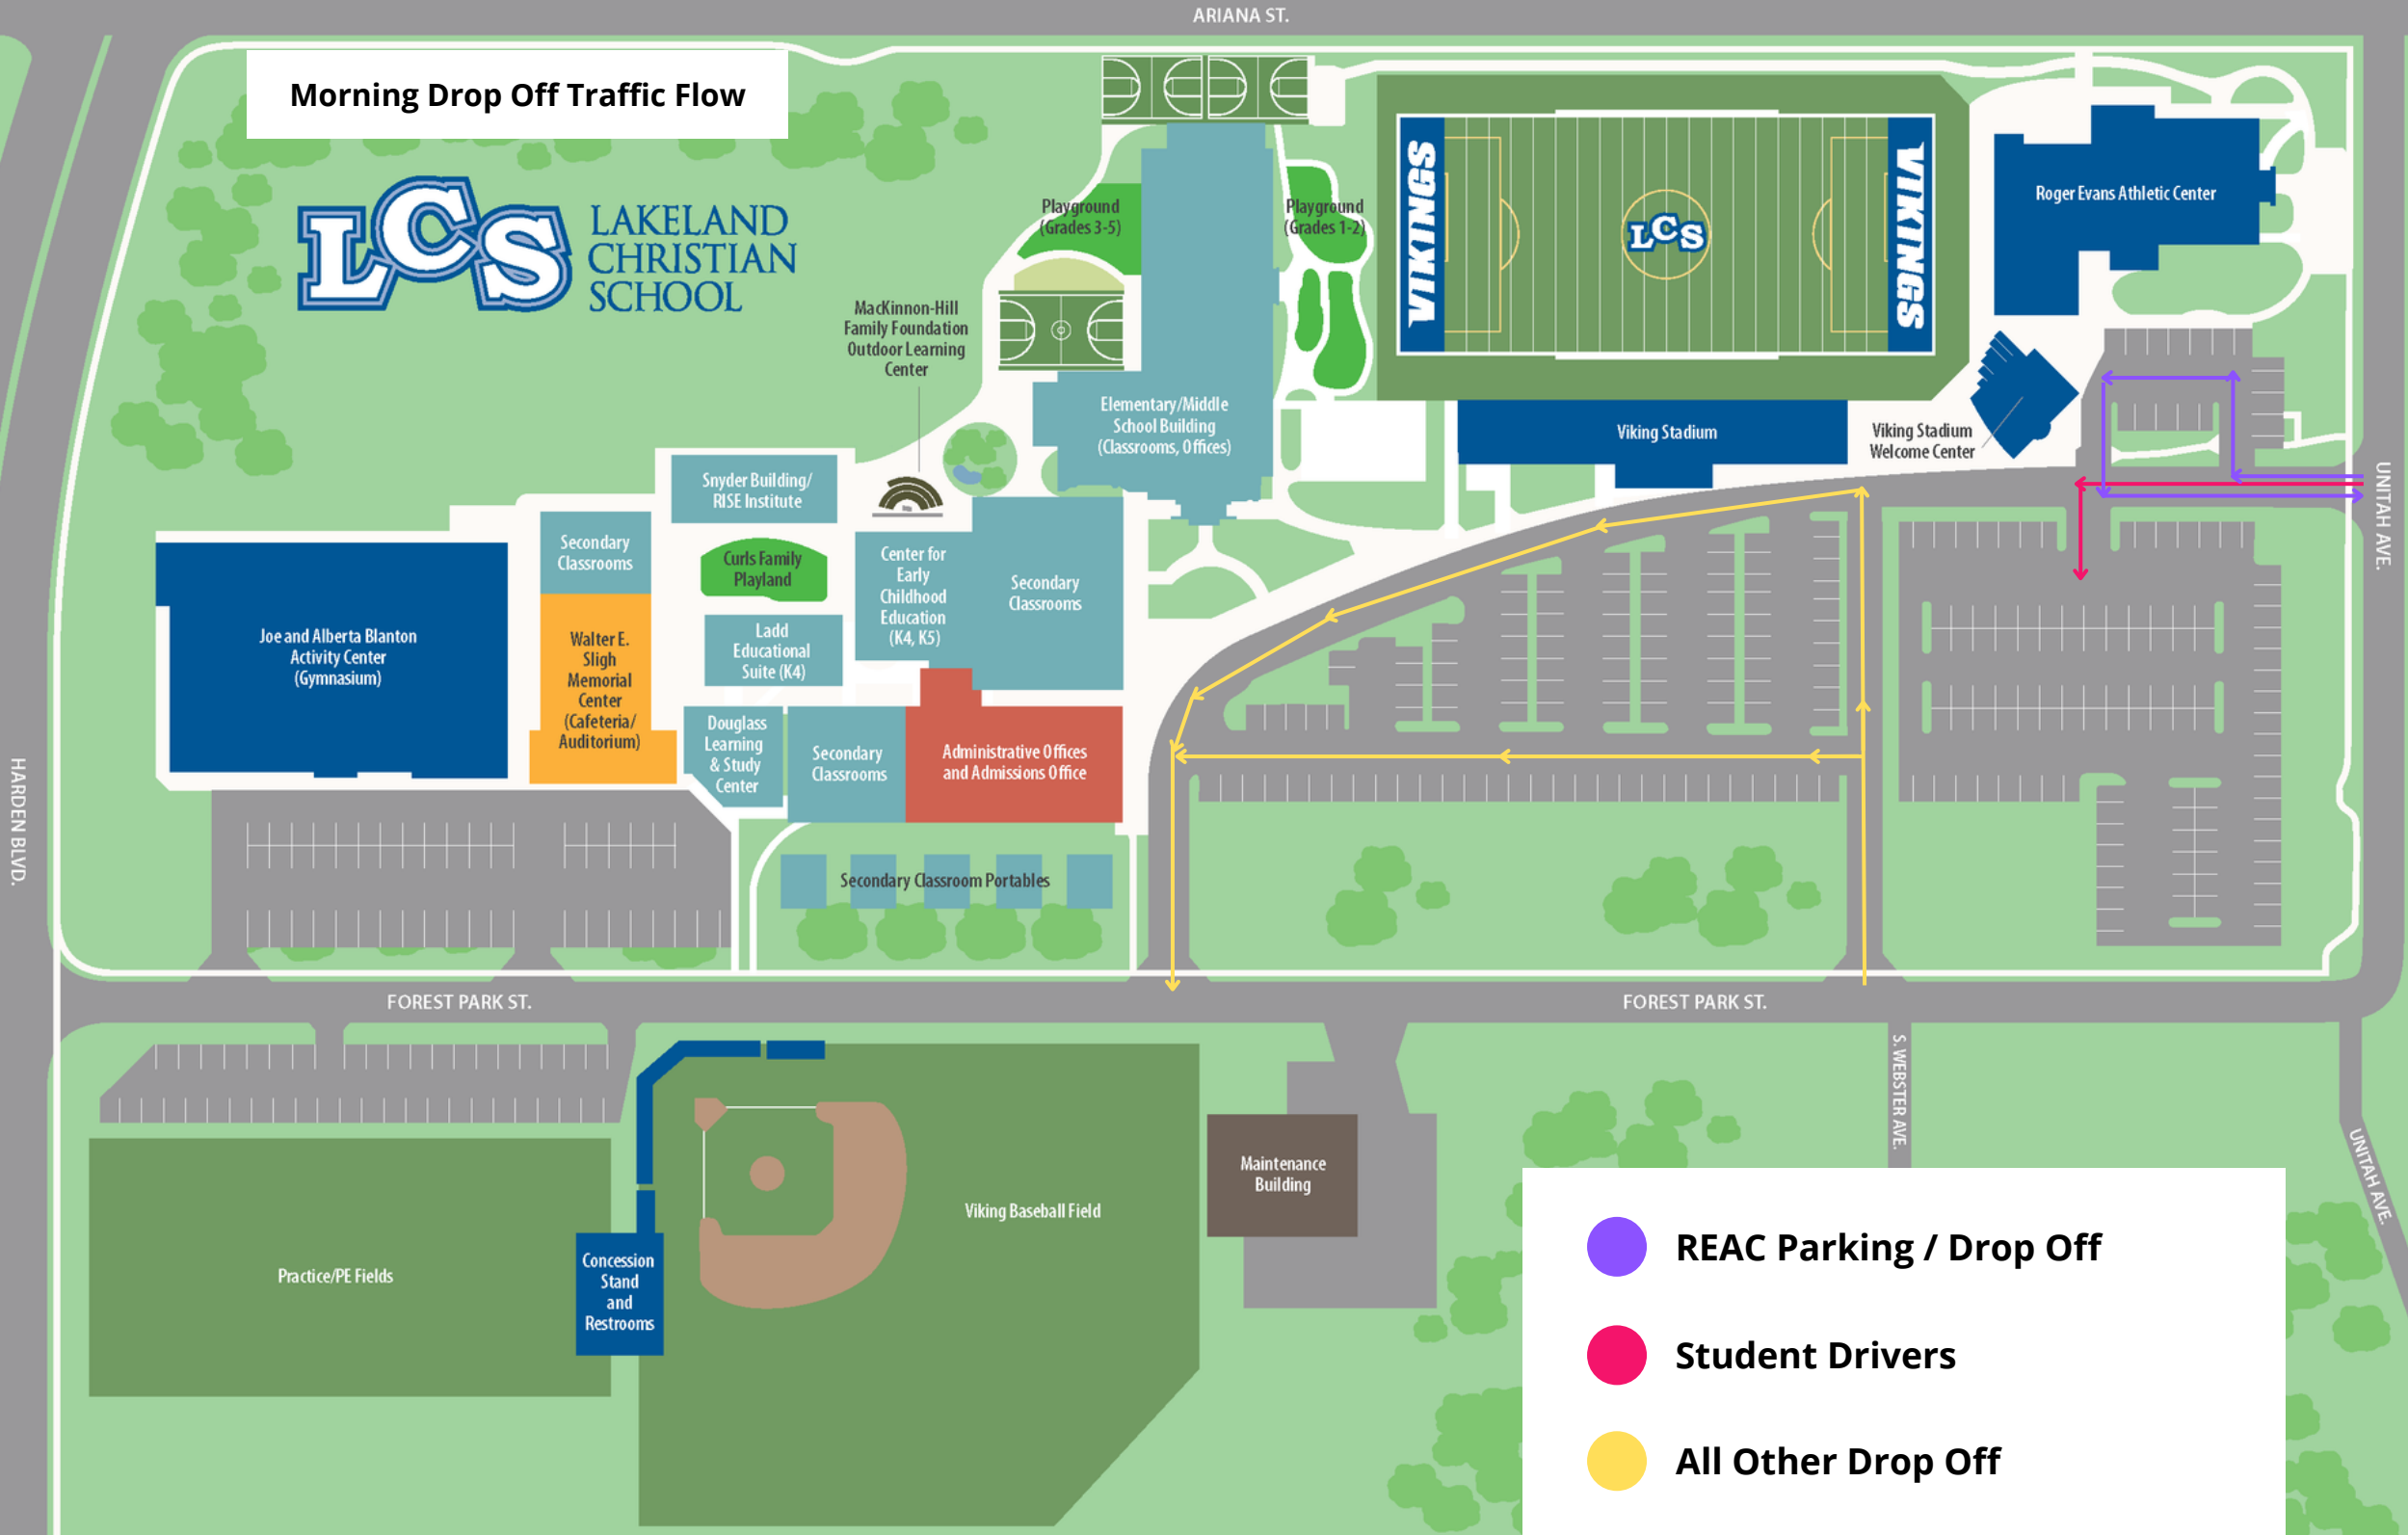 ARIANA ST.
Morning Drop Off Traffic Flow
LCS
LAKELAND
CHRISTIAN
SCHOOL
Playground
(Grades 3-5)
Playground
(Grades 1-2)
VIKINGS
LCS
VIKINGS
Roger Evans Athletic Center
MacKinnon-Hill
Family Foundation
Outdoor Learning
Center
Elementary/Middle
School Building
(Classrooms, Offices)
Viking Stadium
Viking Stadium
Welcome Center
UNITAH AVE.
Snyder Building/
RISE Institute
Secondary
Classrooms
Curls Family
Playland
Center for
Early
Childhood
Education
(K4, K5)
Secondary
Classrooms
Joe and Alberta Blanton
Activity Center
(Gymnasium)
Walter E.
Sligh
Memorial
Center
(Cafeteria/
Auditorium)
Ladd
Educational
Suite (K4)
Douglass
Learning
& Study
Center
Secondary
Classrooms
Administrative Offices
and Admissions Office
HARDEN BLVD.
Secondary Classroom Portables
FOREST PARK ST.
FOREST PARK ST.
S. WEBSTER AVE.
UNITAH AVE.
Maintenance
Building
Viking Baseball Field
Practice/PE Fields
Concession
Stand
and
Restrooms
REAC Parking / Drop Off
Student Drivers
All Other Drop Off